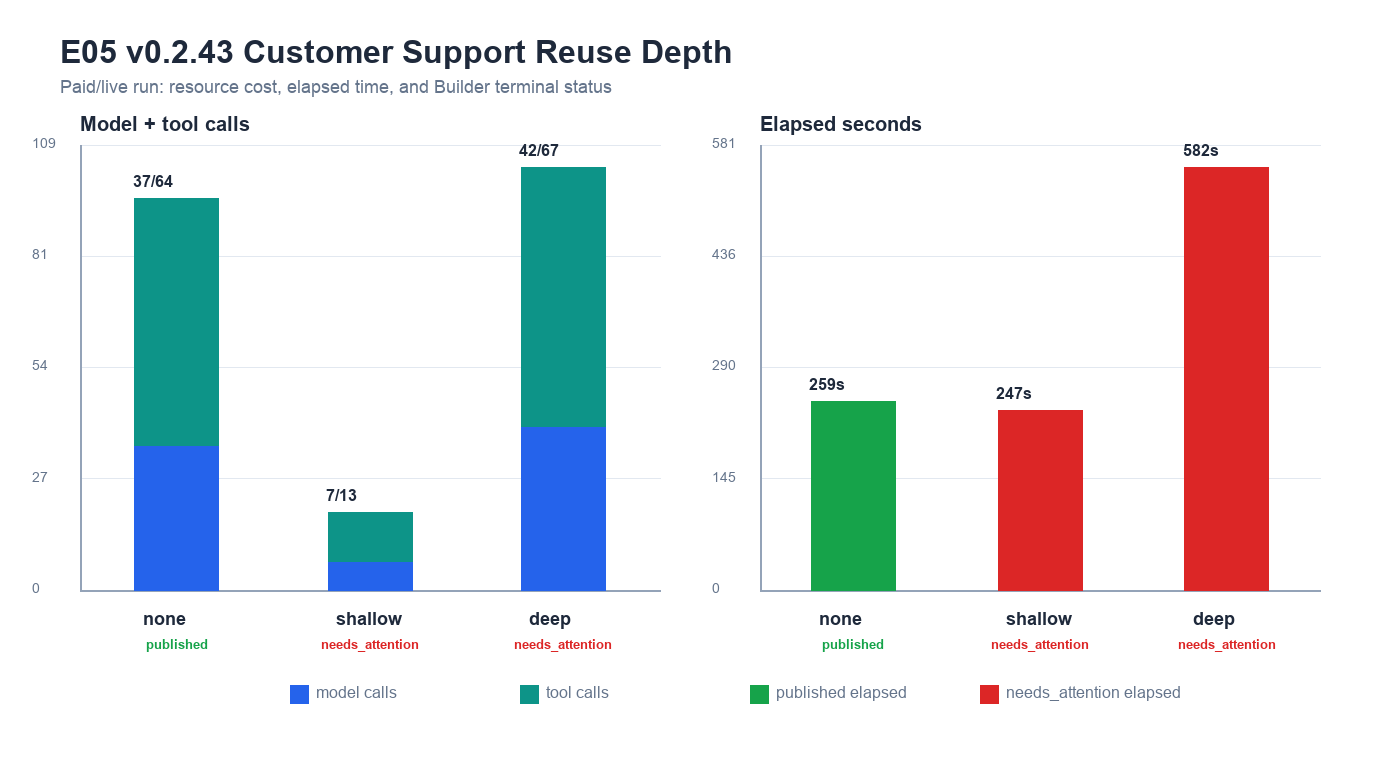 E05 v0.2.43 Customer Support Reuse Depth
Paid/live run: resource cost, elapsed time, and Builder terminal status
Model + tool calls
109
81
54
27
0
37/64
7/13
42/67
none
shallow
deep
published
needs_attention
needs_attention
model calls
tool calls
Elapsed seconds
581
436
290
145
0
259s
247s
582s
none
shallow
deep
published
needs_attention
needs_attention
published elapsed
needs_attention elapsed